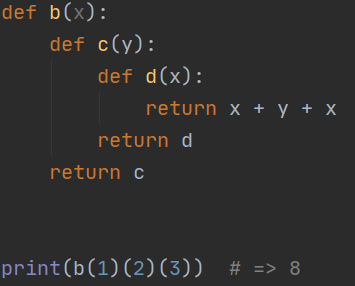 def b(x):
    def c(y):
        def d(x):
            return x + y + x
        return d
    return c
print(b(1)(2)(3))  # => 8